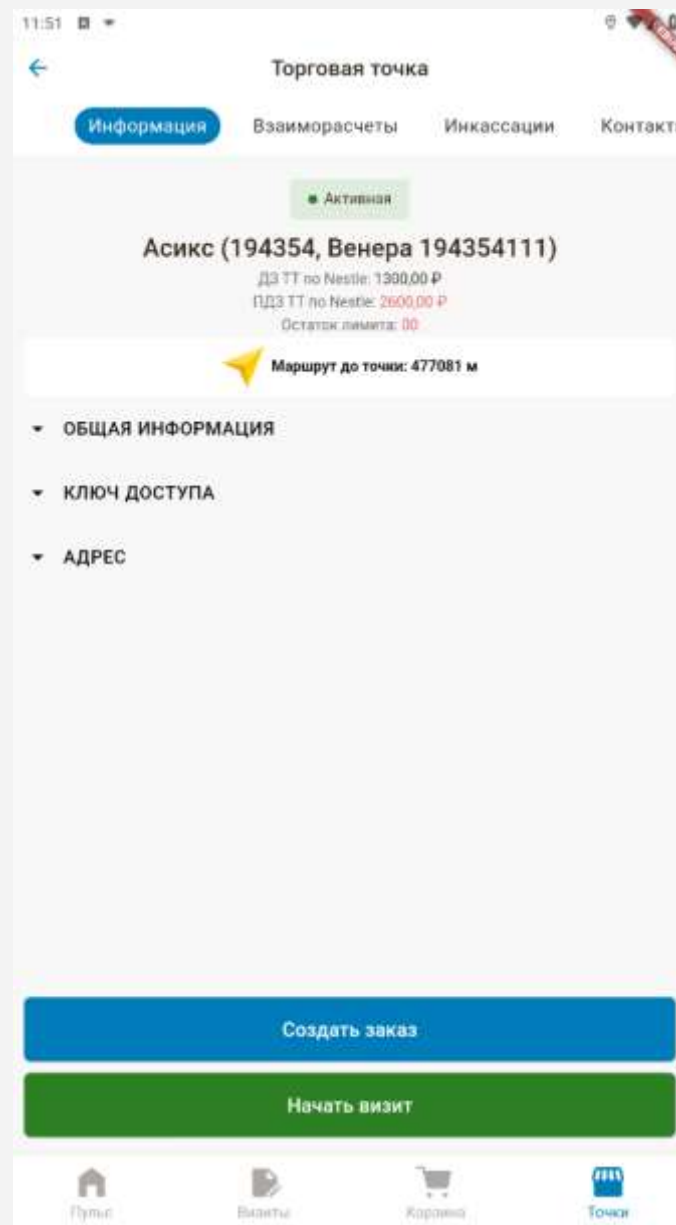 11:51
Торговая точка
Информация Взаиморасчеты Инкассации Контакт
Активная
Асикс (194354, Венера 194354111)
ДЗ ТТ по Nestle: 1300,00 ₽
ПДЗ ТТ по Nestle: 2600,00 ₽
Остаток лимита: 00
Маршрут до точки: 477081 м
ОБЩАЯ ИНФОРМАЦИЯ
КЛЮЧ ДОСТУПА
АДРЕС
Создать заказ
Начать визит
Пульс Визиты Корзина Точки